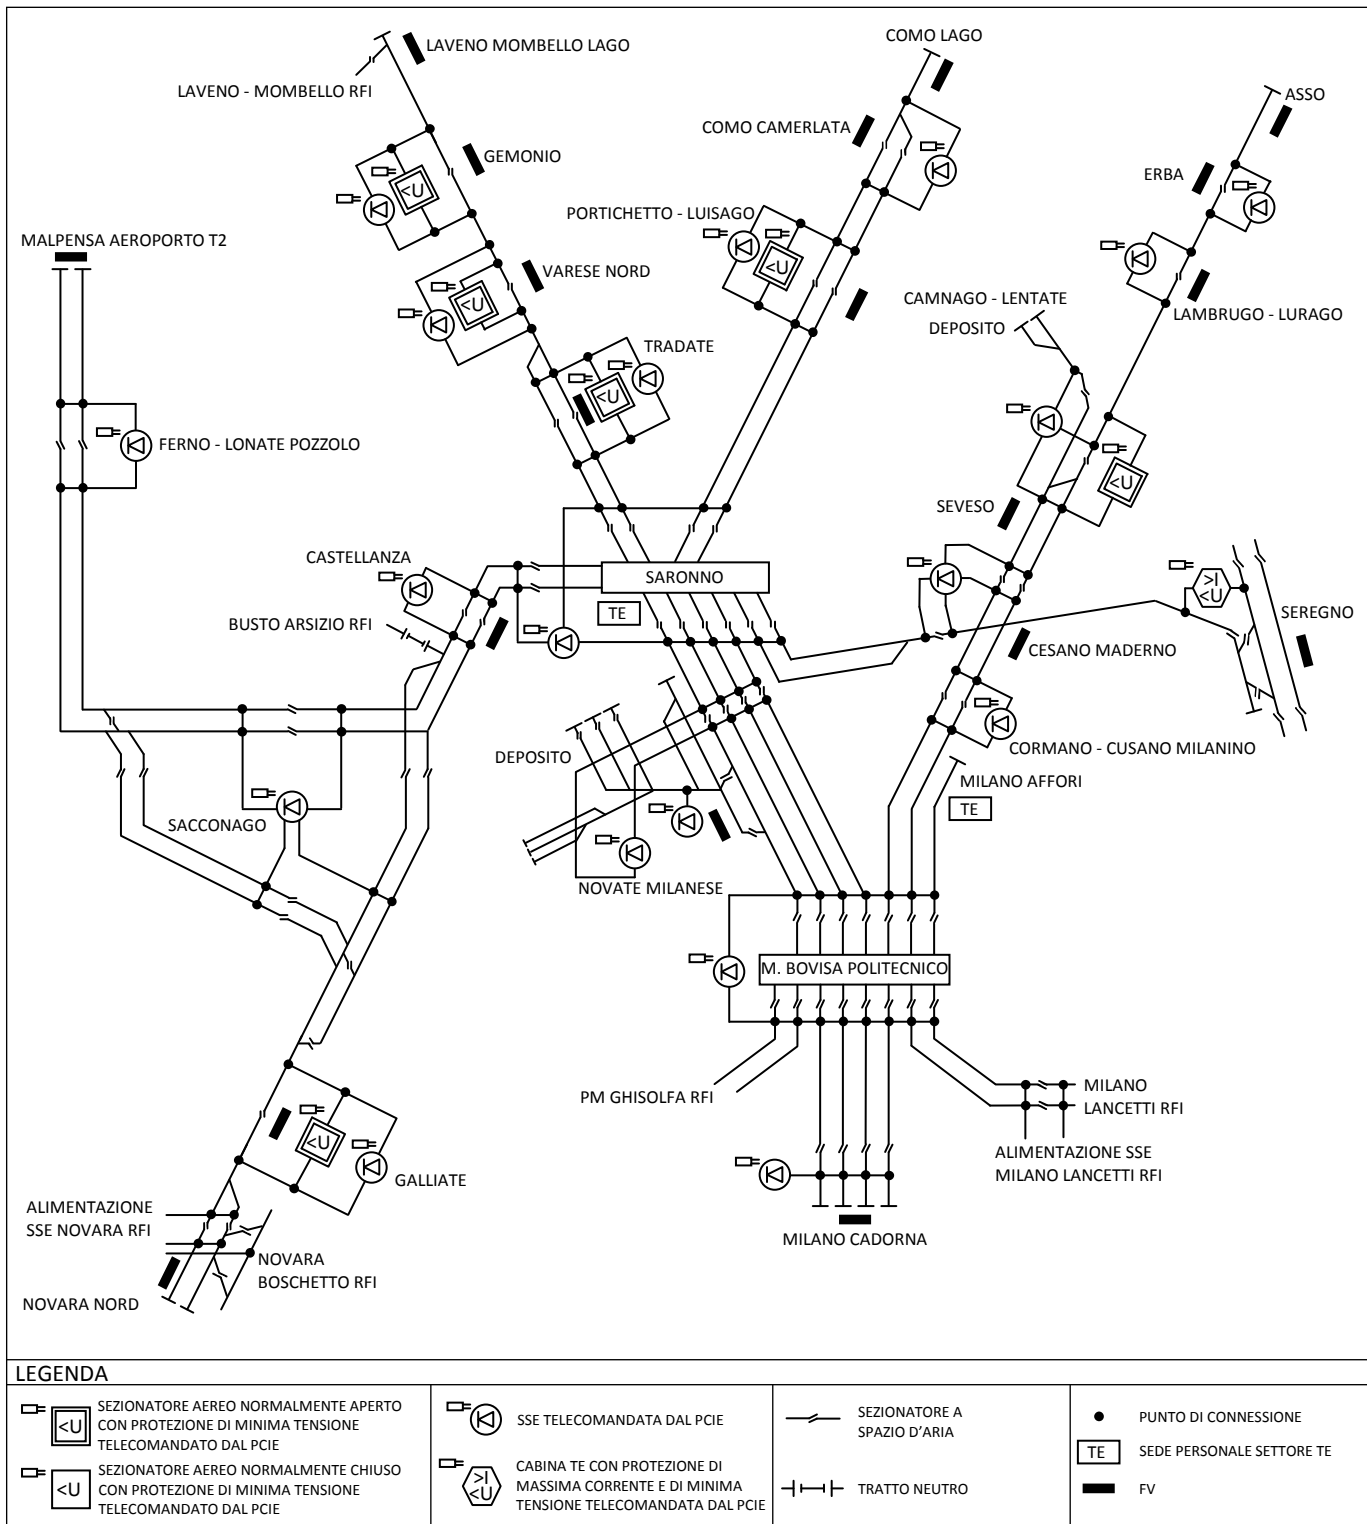 COMO LAGO
LAVENO MOMBELLO LAGO
LAVENO - MOMBELLO RFI
ASSO
COMO CAMERLATA
GEMONIO
ERBA
<U
PORTICHETTO - LUISAGO
MALPENSA AEROPORTO T2
VARESE NORD
<U
<U
CAMNAGO - LENTATE
DEPOSITO
LAMBRUGO - LURAGO
TRADATE
<U
FERNO - LONATE POZZOLO
<U
SEVESO
CASTELLANZA
SARONNO
>I
<U
TE
SEREGNO
BUSTO ARSIZIO RFI
CESANO MADERNO
DEPOSITO
CORMANO - CUSANO MILANINO
MILANO AFFORI
TE
SACCONAGO
NOVATE MILANESE
M. BOVISA POLITECNICO
PM GHISOLFA RFI
MILANO
LANCETTI RFI
<U
ALIMENTAZIONE SSE
MILANO LANCETTI RFI
GALLIATE
ALIMENTAZIONE
SSE NOVARA RFI
MILANO CADORNA
NOVARA
BOSCHETTO RFI
NOVARA NORD
LEGENDA
<U
SEZIONATORE AEREO NORMALMENTE APERTO
CON PROTEZIONE DI MINIMA TENSIONE
TELECOMANDATO DAL PCIE
<U
SEZIONATORE AEREO NORMALMENTE CHIUSO
CON PROTEZIONE DI MINIMA TENSIONE
TELECOMANDATO DAL PCIE
SSE TELECOMANDATA DAL PCIE
>I
<U
CABINA TE CON PROTEZIONE DI
MASSIMA CORRENTE E DI MINIMA
TENSIONE TELECOMANDATA DAL PCIE
SEZIONATORE A
SPAZIO D'ARIA
TRATTO NEUTRO
PUNTO DI CONNESSIONE
TE
SEDE PERSONALE SETTORE TE
FV